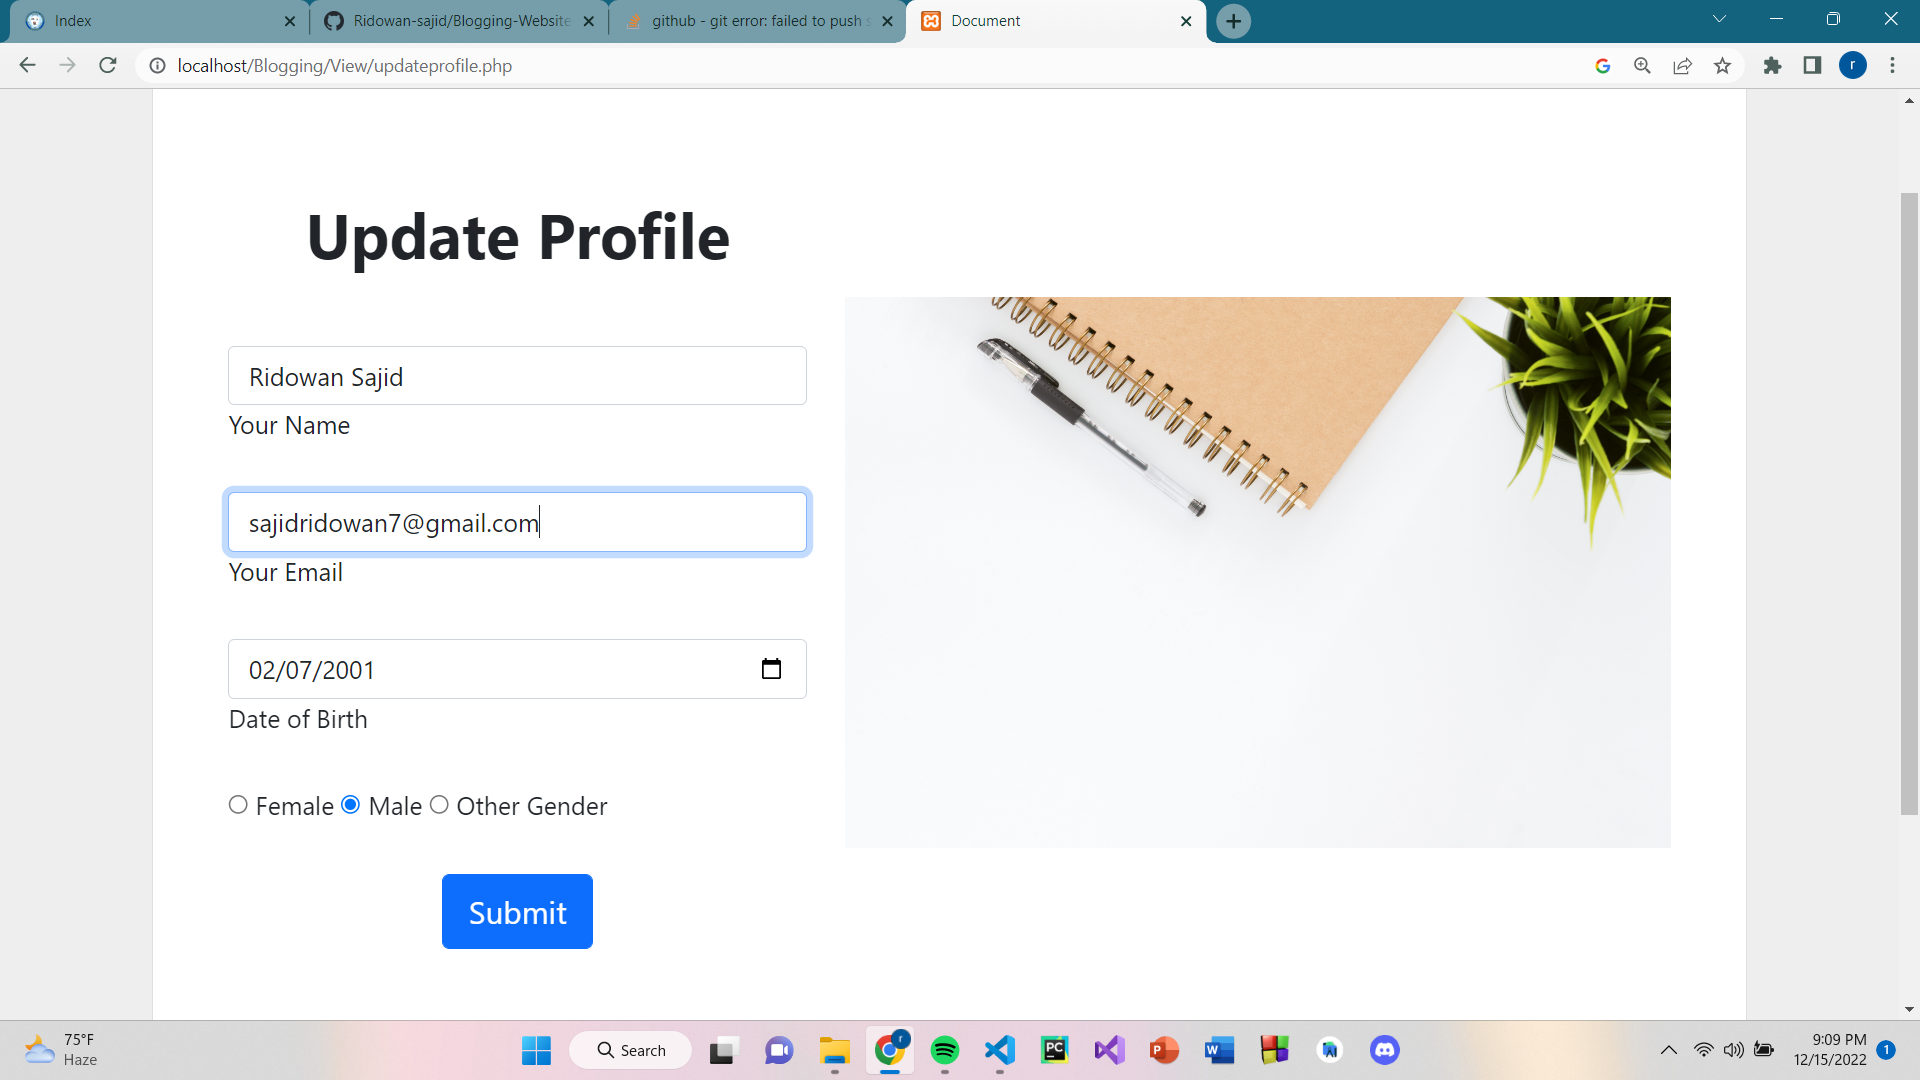 Index
Ridowan-sajid/Blogging-Website
github - git error: failed to push s
Document
localhost/Blogging/View/updateprofile.php
r
Update Profile
Ridowan Sajid
Your Name
sajidridowan7@gmail.com
Your Email
02/07/2001
Date of Birth
Female Male Other Gender
Submit
75°F
Haze
Search
r
PC
P
W
9:09 PM
12/15/2022
1